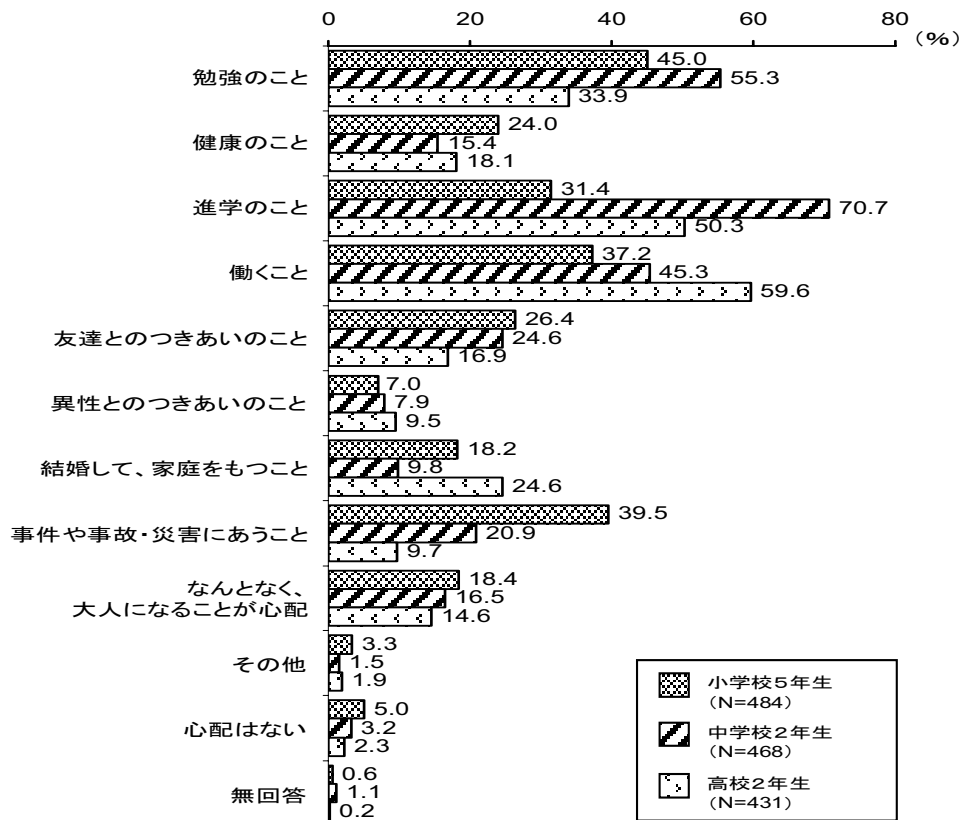 0 20 40 60 80
(%)
勉強のこと
45.0
55.3
33.9
健康のこと
24.0
15.4
18.1
進学のこと
31.4
70.7
50.3
働くこと
37.2
45.3
59.6
友達とのつきあいのこと
26.4
24.6
16.9
異性とのつきあいのこと
7.0
7.9
9.5
結婚して、家庭をもつこと
18.2
9.8
24.6
事件や事故・災害にあうこと
39.5
20.9
9.7
なんとなく、
大人になることが心配
18.4
16.5
14.6
その他
3.3
1.5
1.9
心配はない
5.0
3.2
2.3
無回答
0.6
1.1
0.2
小学校5年生
(N=484)
中学校2年生
(N=468)
高校2年生
(N=431)